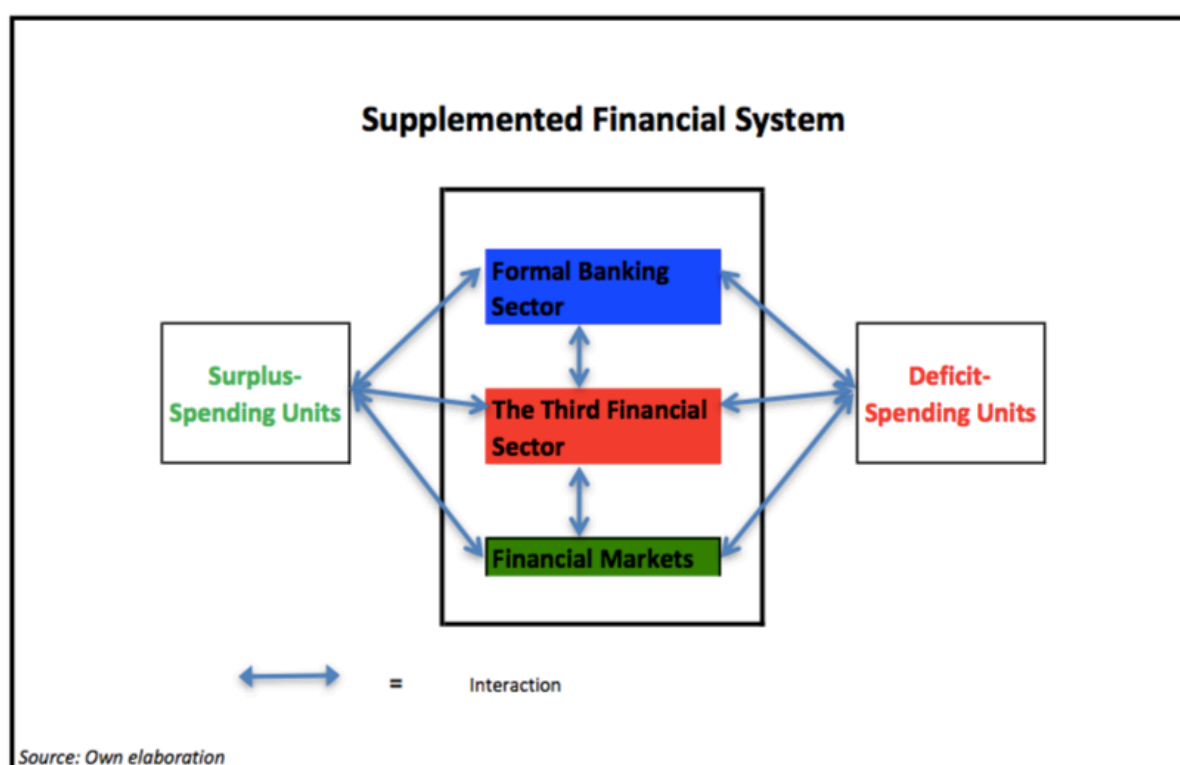 Supplemented Financial System
Formal Banking
Sector
Surplus-
Spending Units
The Third Financial
Sector
Deficit-
Spending Units
Financial Markets
= Interaction
Source: Own elaboration